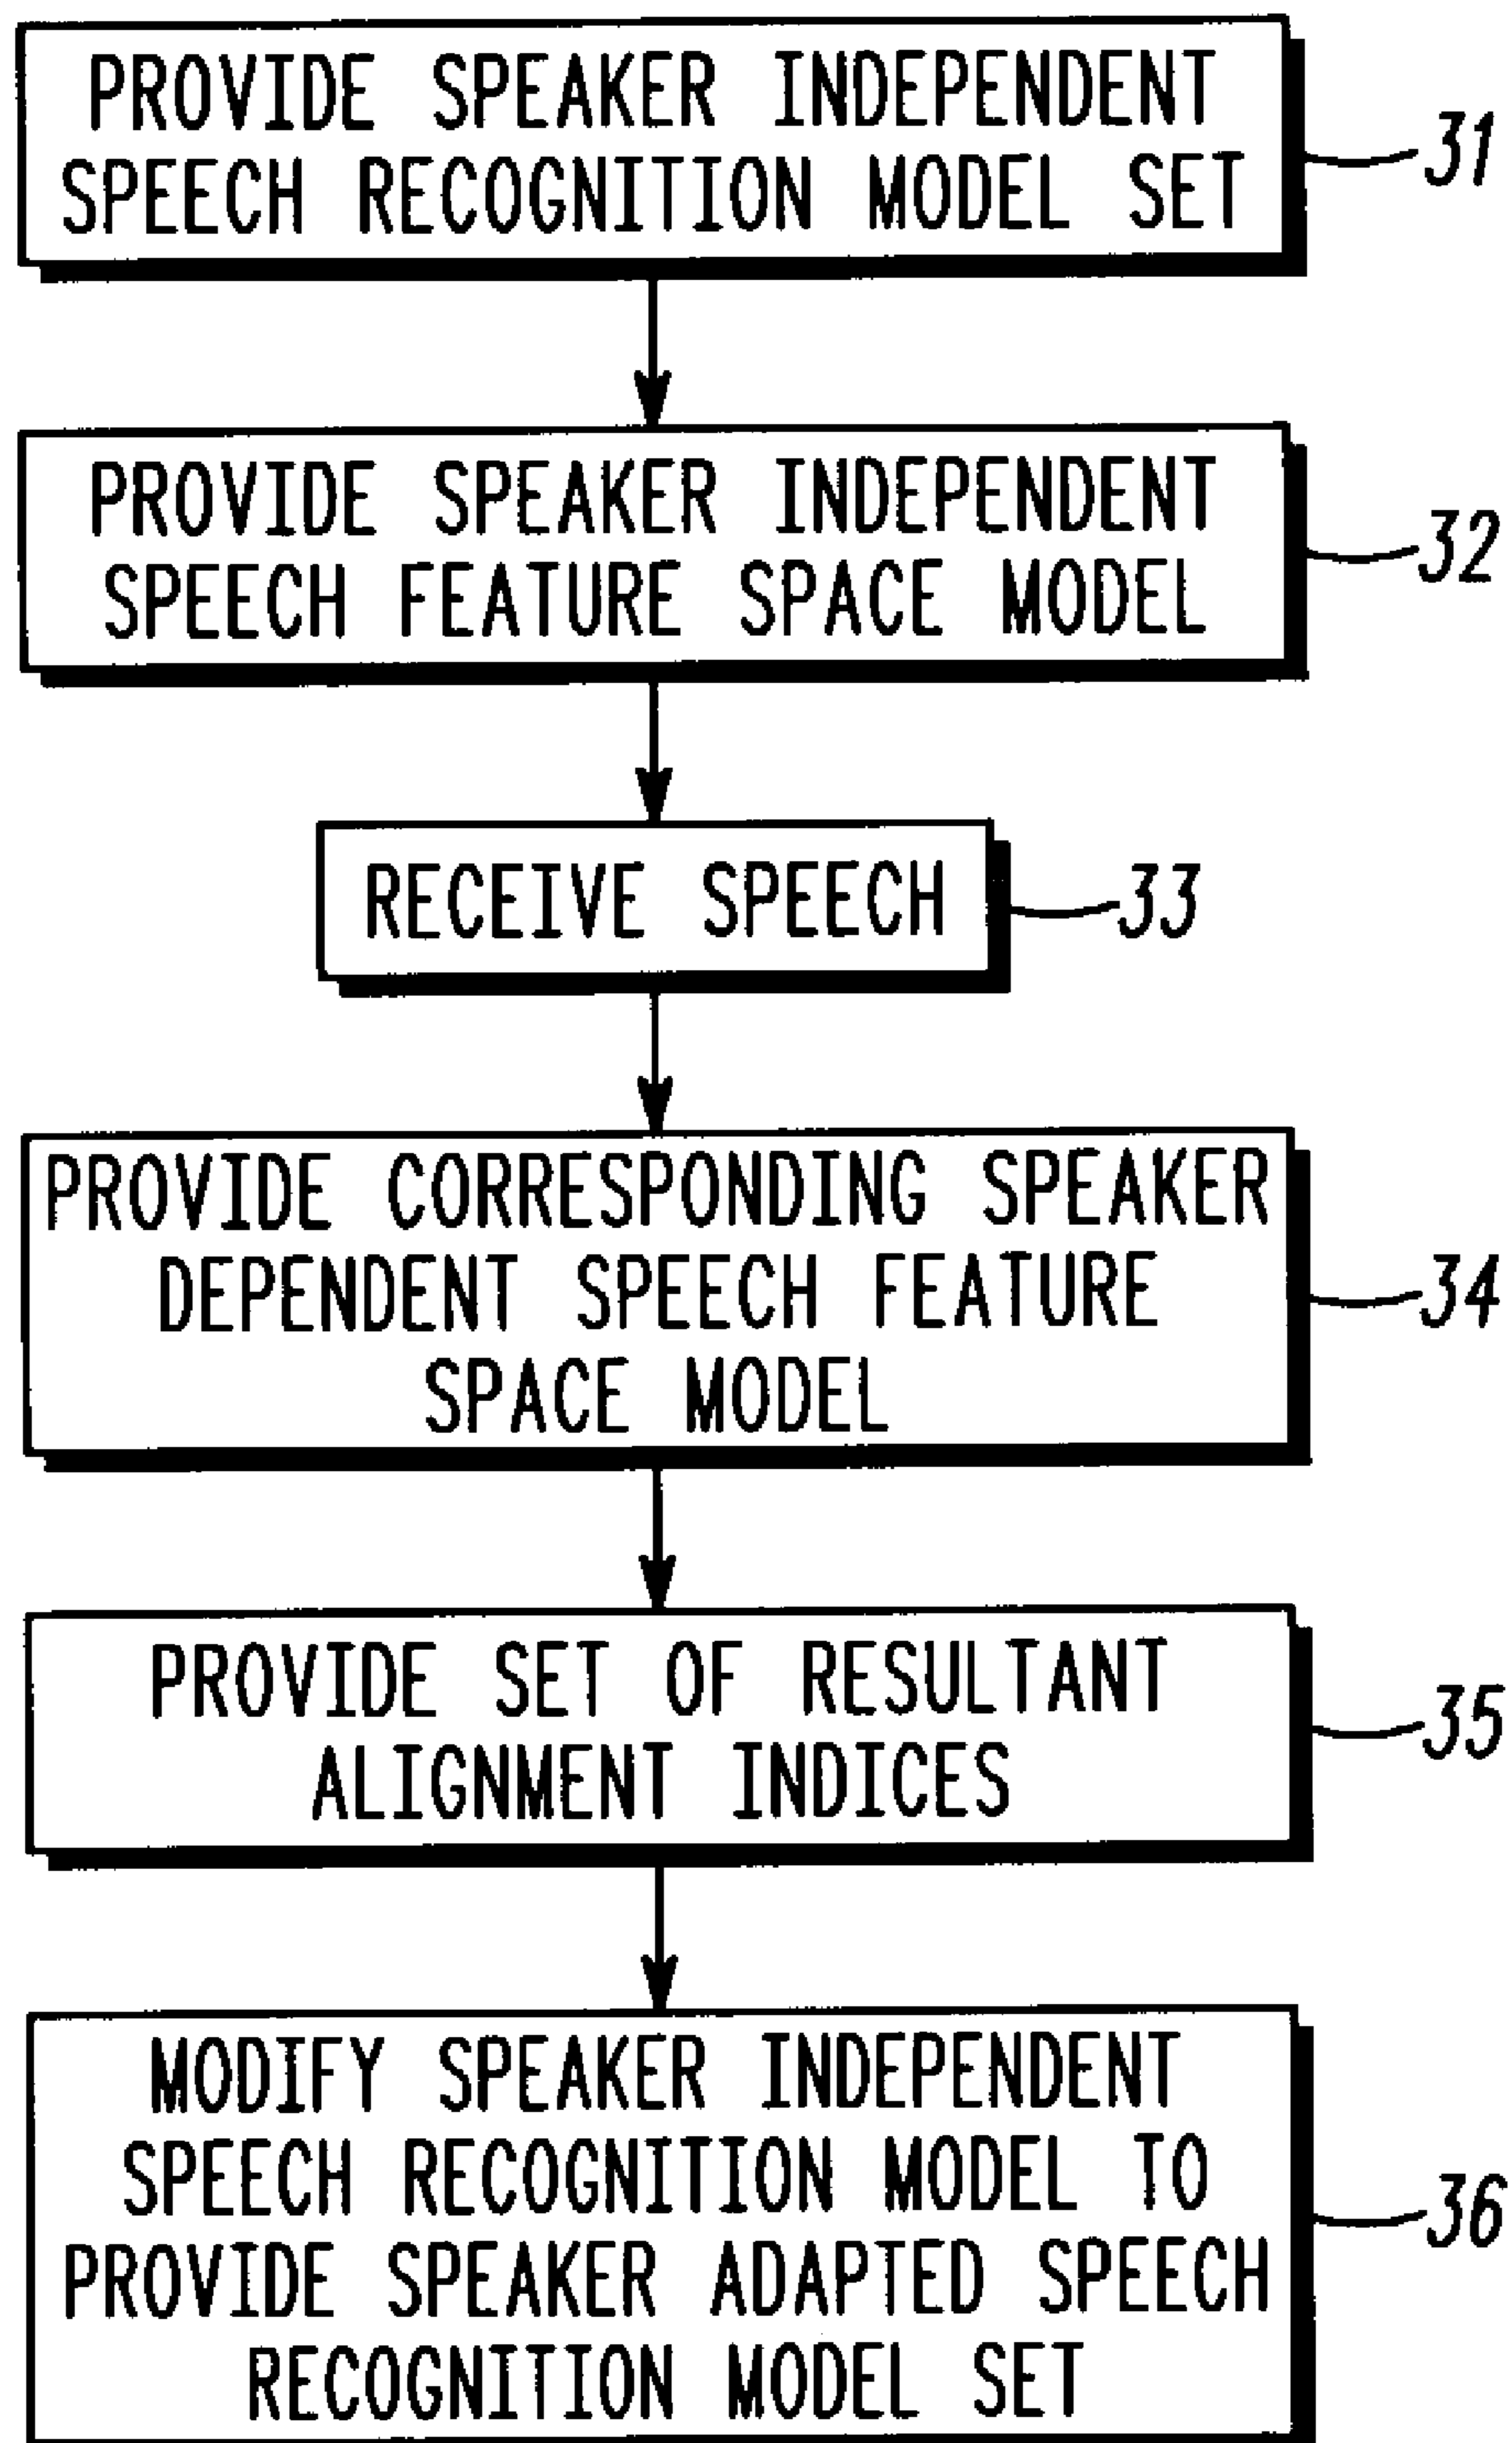 PROVIDE SPEAKER INDEPENDENT
SPEECH RECOGNITION MODEL SET
31
PROVIDE SPEAKER INDEPENDENT
SPEECH FEATURE SPACE MODEL
32
RECEIVE SPEECH
33
PROVIDE CORRESPONDING SPEAKER
DEPENDENT SPEECH FEATURE
SPACE MODEL
34
PROVIDE SET OF RESULTANT
ALIGNMENT INDICES
35
MODIFY SPEAKER INDEPENDENT
SPEECH RECOGNITION MODEL TO
PROVIDE SPEAKER ADAPTED SPEECH
RECOGNITION MODEL SET
36